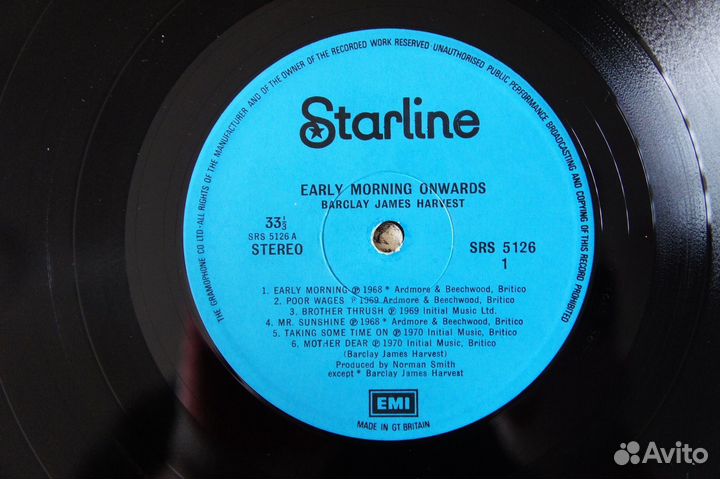 THE GRAMOPHONE CO LTD·ALL RIGHTS OF THE MANUFACTURER AND OF THE OWNER OF THE RECORDED WORK RESERVED·UNAUTHORISED PUBLIC PERFORMANCE BROADCASTING AND COPYING OF THIS RECORD PROHIBITED
Starline
EARLY MORNING ONWARDS
BARCLAY JAMES HARVEST
33⅓
SRS 5126 A
STEREO
SRS 5126
1
1. EARLY MORNING ℗ 1968 * Ardmore & Beechwood, Britico
2. POOR WAGES ℗ 1969 Ardmore & Beechwood, Britico
3. BROTHER THRUSH ℗ 1969 Initial Music Ltd.
4. MR. SUNSHINE ℗ 1968 * Ardmore & Beechwood, Britico
5. TAKING SOME TIME ON ℗ 1970 Initial Music, Britico
6. MOTHER DEAR ℗ 1970 Initial Music, Britico
(Barclay James Harvest)
Produced by Norman Smith
except * Barclay James Harvest
EMI
MADE IN GT BRITAIN
Avito